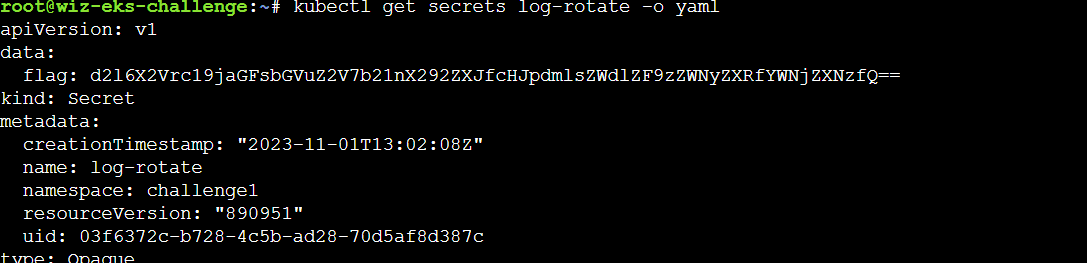 root@wiz-eks-challenge:~# kubectl get secrets log-rotate -o yaml
apiVersion: v1
data:
  flag: d2l6X2Vrc19jaGFsbGVuZ2V7b21nX292ZXJfcHJpdmlsZWdlZF9zZWNyZXRfYWNjZXNzfQ==
kind: Secret
metadata:
  creationTimestamp: "2023-11-01T13:02:08Z"
  name: log-rotate
  namespace: challenge1
  resourceVersion: "890951"
  uid: 03f6372c-b728-4c5b-ad28-70d5af8d387c
type: Opaque